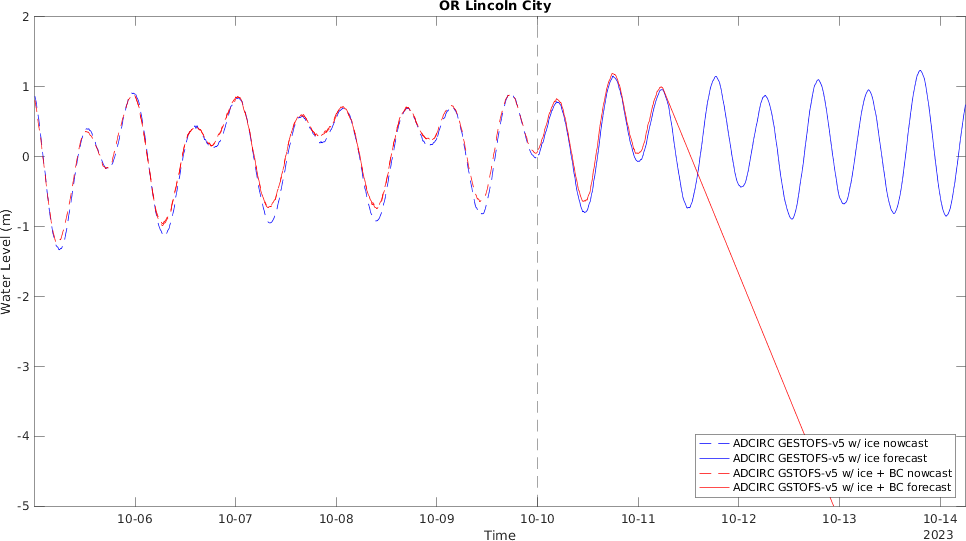 OR Lincoln City
2
1
0
-1
-2
-3
-4
-5
Water Level (m)
ADCIRC GESTOFS-v5 w/ ice nowcast
ADCIRC GESTOFS-v5 w/ ice forecast
ADCIRC GSTOFS-v5 w/ ice + BC nowcast
ADCIRC GSTOFS-v5 w/ ice + BC forecast
10-06 10-07 10-08 10-09 10-10 10-11 10-12 10-13 10-14
2023
Time